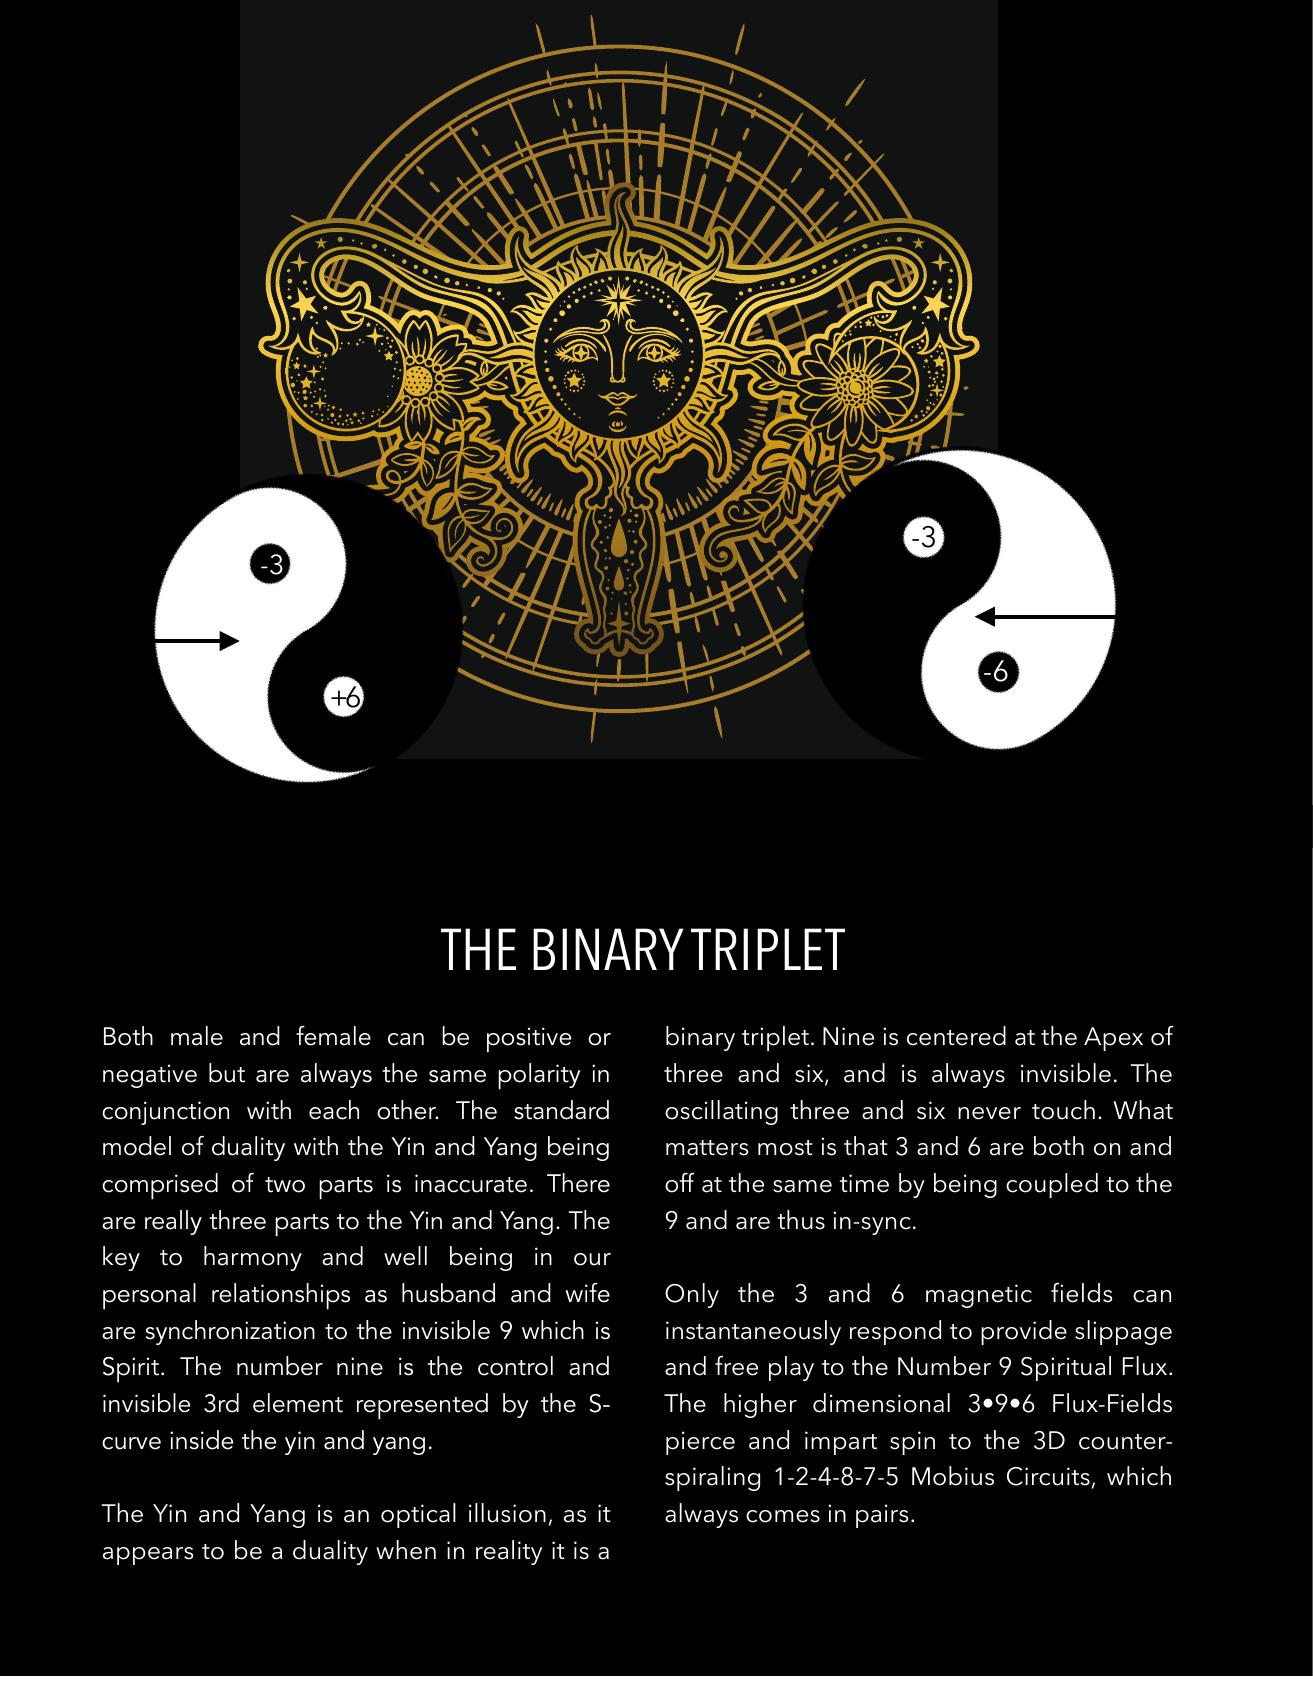 -3
+6
-3
-6
THE BINARY TRIPLET
Both male and female can be positive or
negative but are always the same polarity in
conjunction with each other. The standard
model of duality with the Yin and Yang being
comprised of two parts is inaccurate. There
are really three parts to the Yin and Yang. The
key to harmony and well being in our
personal relationships as husband and wife
are synchronization to the invisible 9 which is
Spirit. The number nine is the control and
invisible 3rd element represented by the S-
curve inside the yin and yang.
The Yin and Yang is an optical illusion, as it
appears to be a duality when in reality it is a
binary triplet. Nine is centered at the Apex of
three and six, and is always invisible. The
oscillating three and six never touch. What
matters most is that 3 and 6 are both on and
off at the same time by being coupled to the
9 and are thus in-sync.
Only the 3 and 6 magnetic fields can
instantaneously respond to provide slippage
and free play to the Number 9 Spiritual Flux.
The higher dimensional 3•9•6 Flux-Fields
pierce and impart spin to the 3D counter-
spiraling 1-2-4-8-7-5 Mobius Circuits, which
always comes in pairs.